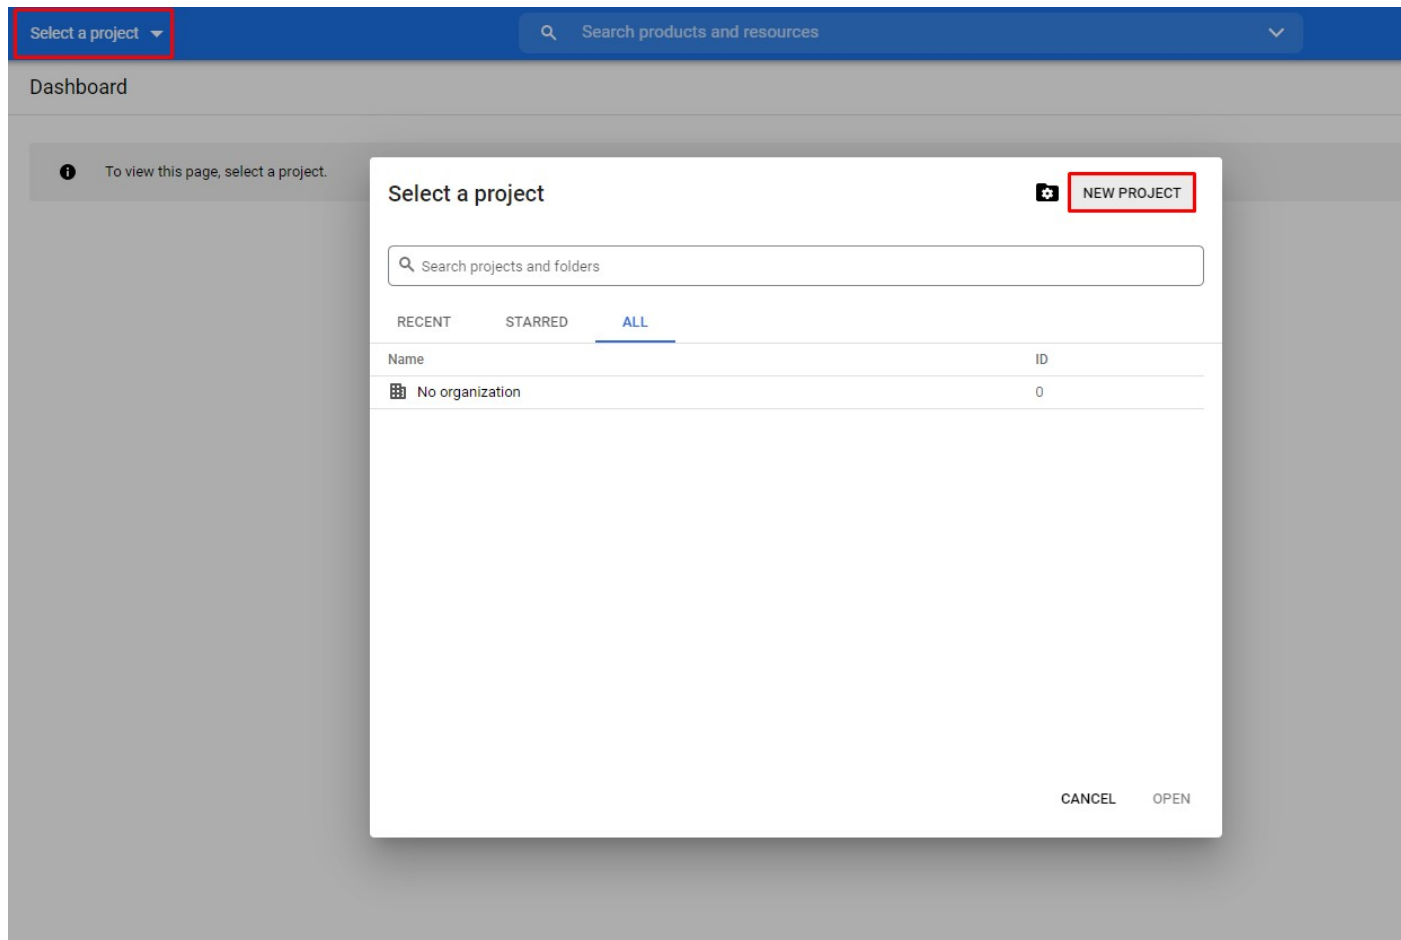 Select a project
Search products and resources
Dashboard
To view this page, select a project.
Select a project
NEW PROJECT
Search projects and folders
RECENT STARRED ALL
Name ID
No organization 0
CANCEL OPEN